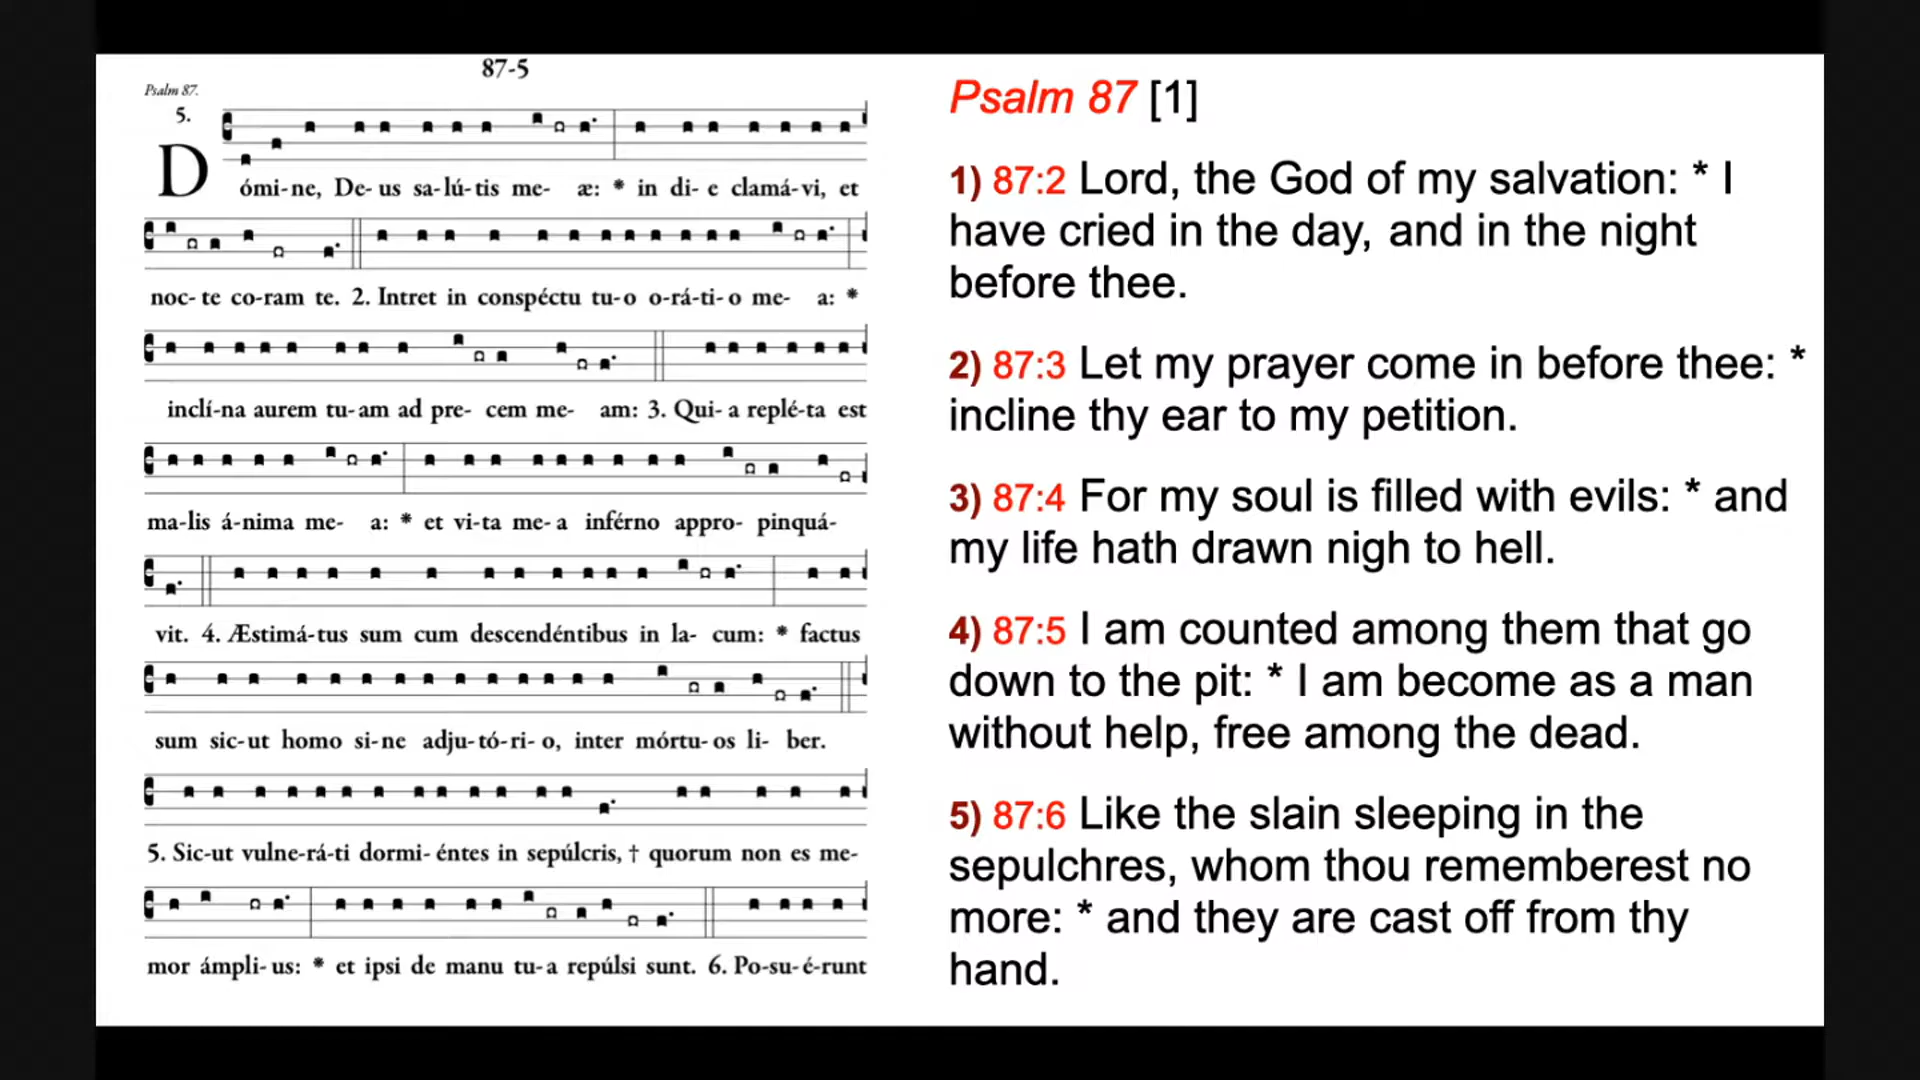 87-5
Psalm 87.
5.
Dómi-ne, De- us sa-lú-tis me- æ: * in di- e clamá-vi, et
noc- te co-ram te. 2. Intret in conspéctu tu-o o-rá-ti-o me- a: *
inclí-na aurem tu-am ad pre- cem me- am: 3. Qui- a replé-ta est
ma-lis á-nima me- a: * et vi-ta me- a inférno appro- pinquá-
vit. 4. Æstimá-tus sum cum descendéntibus in la- cum: * factus
sum sic-ut homo si-ne adju-tó-ri- o, inter mórtu-os li- ber.
5. Sic-ut vulne-rá-ti dormi-éntes in sepúlcris, † quorum non es me-
mor ámpli-us: * et ipsi de manu tu-a repúlsi sunt. 6. Po-su-é-runt
Psalm 87 [1]
1) 87:2 Lord, the God of my salvation: * I
have cried in the day, and in the night
before thee.
2) 87:3 Let my prayer come in before thee: *
incline thy ear to my petition.
3) 87:4 For my soul is filled with evils: * and
my life hath drawn nigh to hell.
4) 87:5 I am counted among them that go
down to the pit: * I am become as a man
without help, free among the dead.
5) 87:6 Like the slain sleeping in the
sepulchres, whom thou rememberest no
more: * and they are cast off from thy
hand.